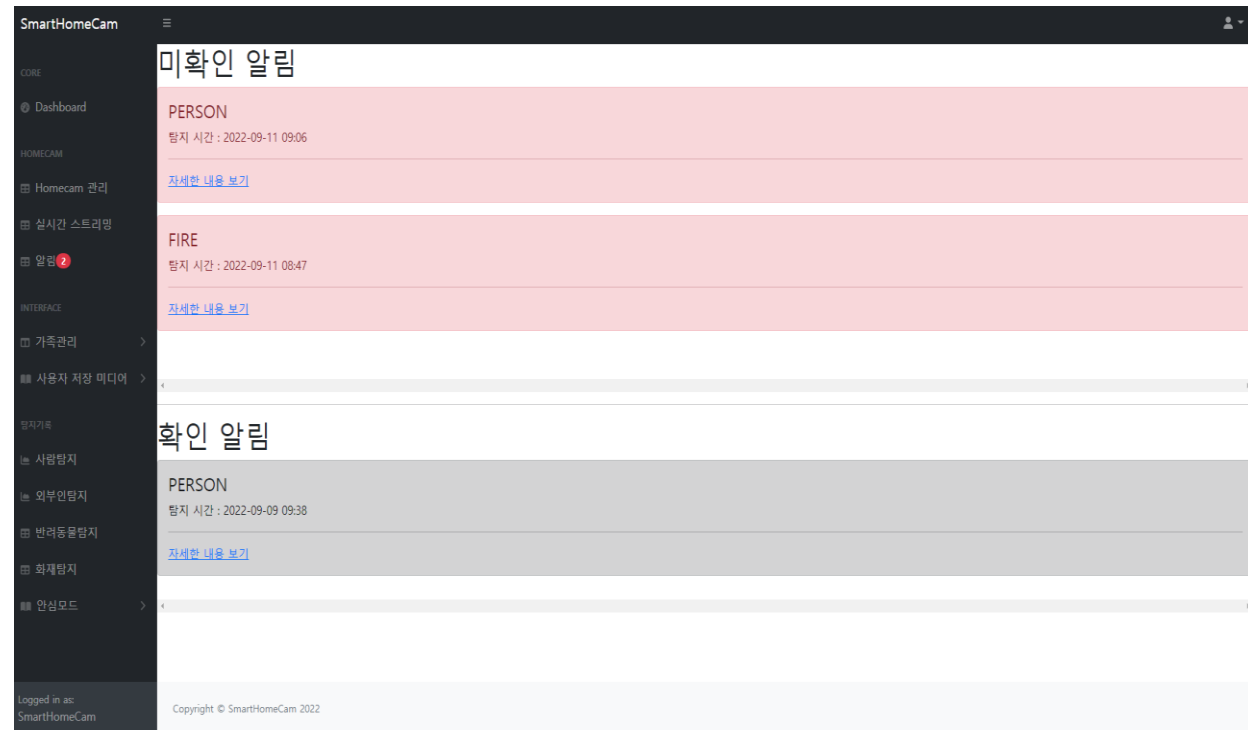 SmartHomeCam
CORE
Dashboard
HOMECAM
Homecam 관리
실시간 스트리밍
알림 2
INTERFACE
가족관리
사용자 저장 미디어
탐지기록
사람탐지
외부인탐지
반려동물탐지
화재탐지
안심모드
Logged in as:
SmartHomeCam
미확인 알림
PERSON
탐지 시간 : 2022-09-11 09:06
자세한 내용 보기
FIRE
탐지 시간 : 2022-09-11 08:47
자세한 내용 보기
확인 알림
PERSON
탐지 시간 : 2022-09-09 09:38
자세한 내용 보기
Copyright © SmartHomeCam 2022